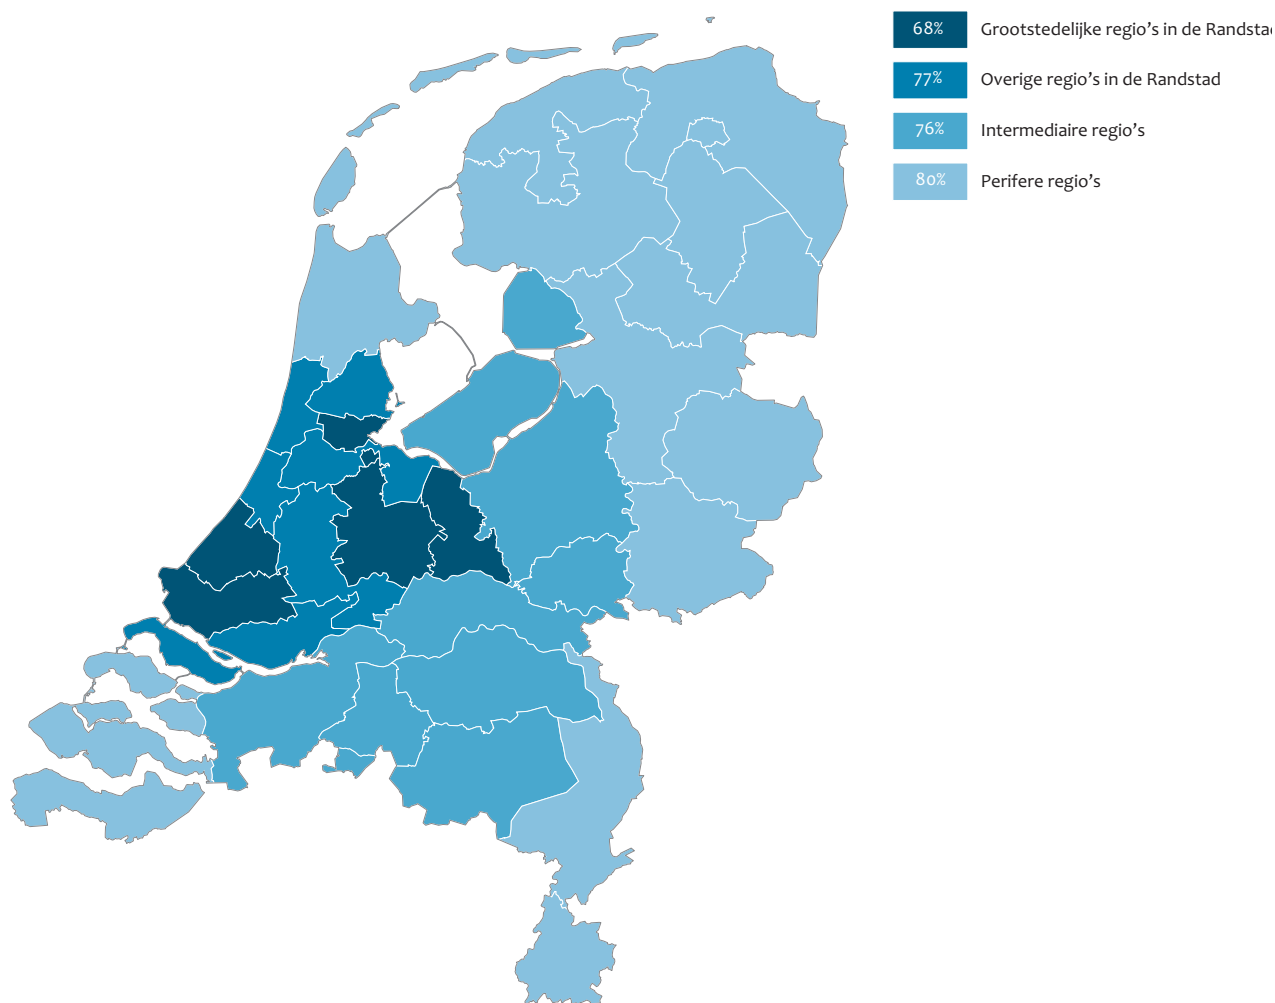 68% Grootstedelijke regio’s in de Randstad
77% Overige regio’s in de Randstad
76% Intermediaire regio’s
80% Perifere regio’s